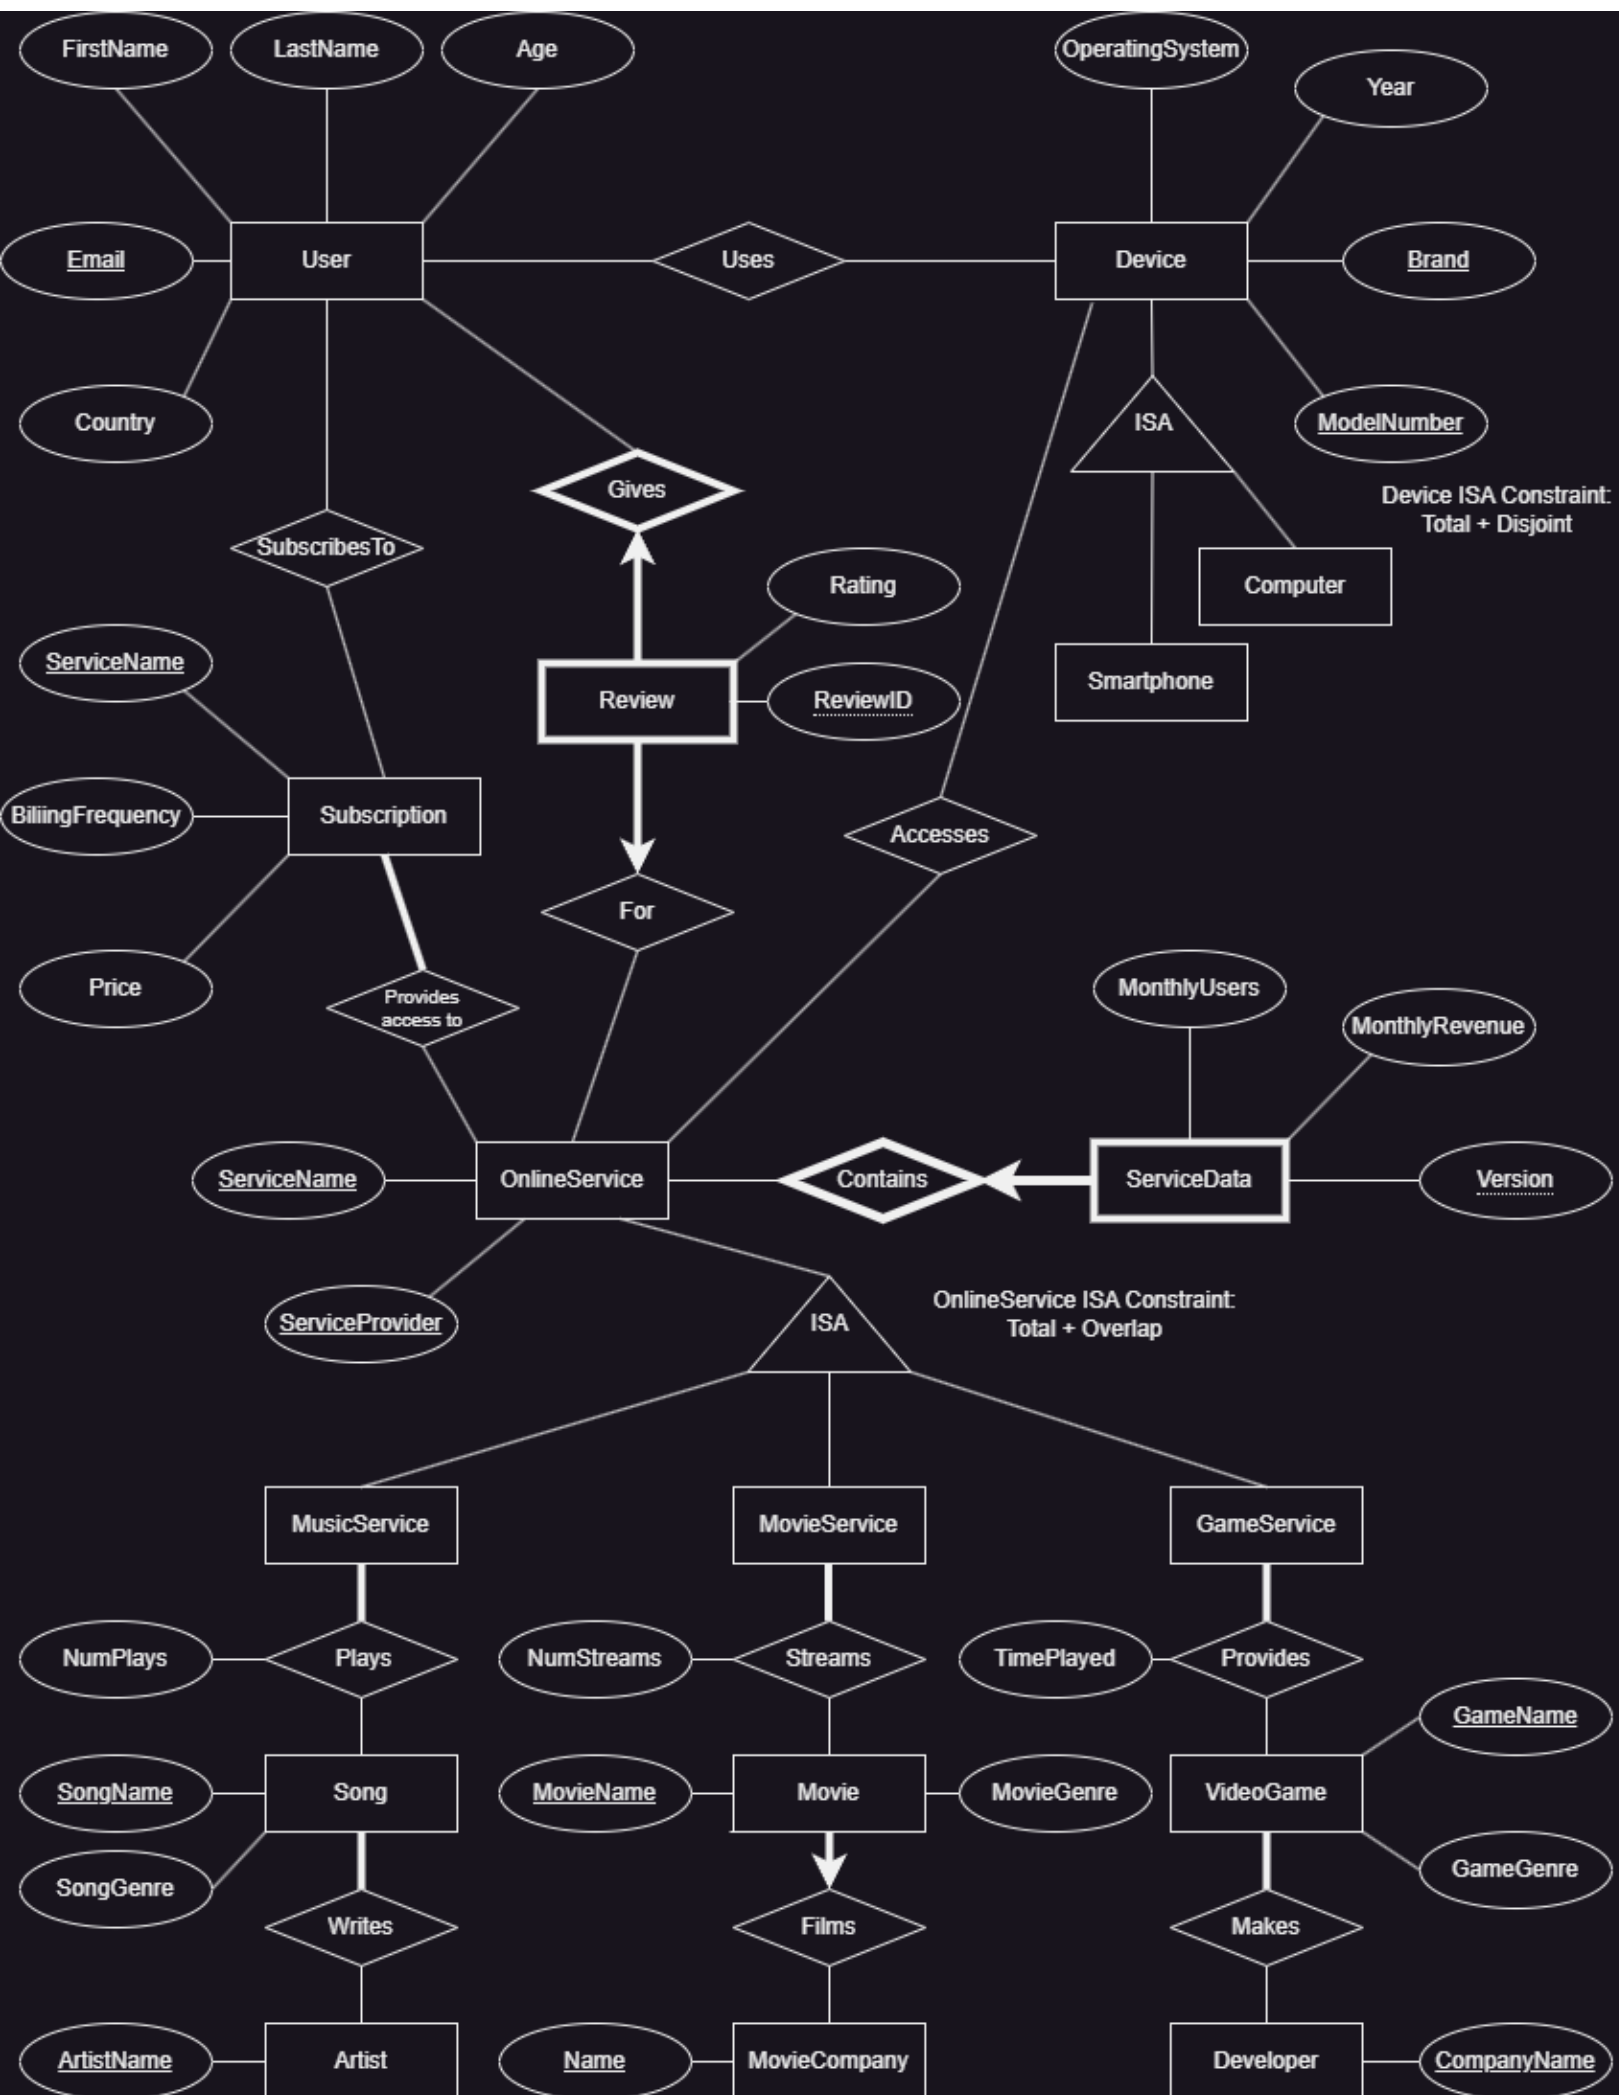 FirstName
LastName
Age
OperatingSystem
Year
Email
User
Uses
Device
Brand
Country
ISA
ModelNumber
Gives
Device ISA Constraint:
Total + Disjoint
SubscribesTo
Rating
Computer
ServiceName
Review
ReviewID
Smartphone
BiliingFrequency
Subscription
Accesses
For
Price
Provides
access to
MonthlyUsers
MonthlyRevenue
ServiceName
OnlineService
Contains
ServiceData
Version
ServiceProvider
ISA
OnlineService ISA Constraint:
Total + Overlap
MusicService
MovieService
GameService
NumPlays
Plays
NumStreams
Streams
TimePlayed
Provides
GameName
SongName
Song
MovieName
Movie
MovieGenre
VideoGame
SongGenre
GameGenre
Writes
Films
Makes
ArtistName
Artist
Name
MovieCompany
Developer
CompanyName